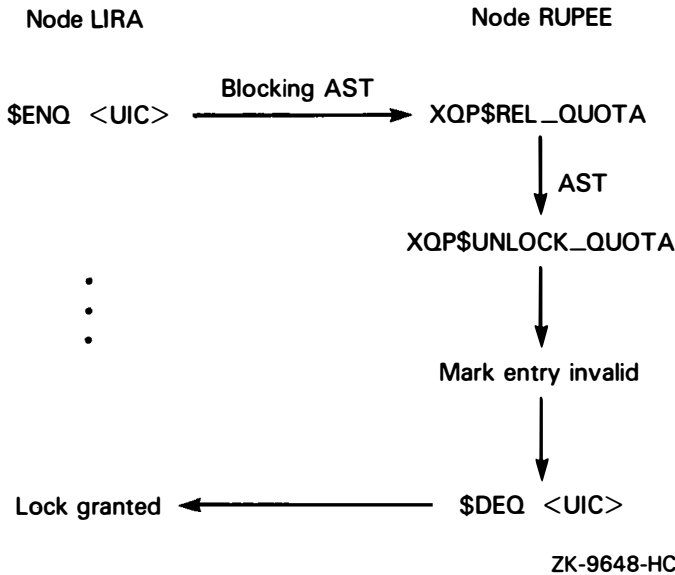 Node LIRA
Node RUPEE
Blocking AST
$ENQ <UIC>
XQP$REL_QUOTA
AST
XQP$UNLOCK_QUOTA
Mark entry invalid
Lock granted
$DEQ <UIC>
ZK-9648-HC